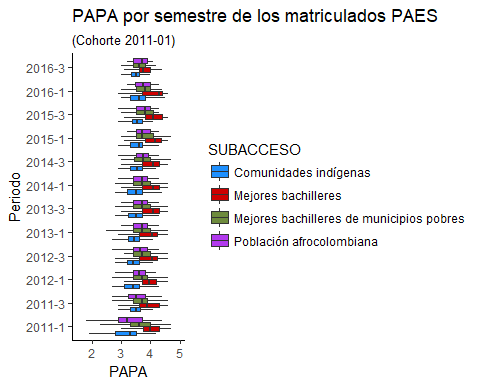 PAPA por semestre de los matriculados PAES
(Cohorte 2011-01)
2016-3
2016-1
2015-3
2015-1
2014-3
2014-1
2013-3
2013-1
2012-3
2012-1
2011-3
2011-1
Periodo
2 3 4 5
PAPA
SUBACCESO
Comunidades indígenas
Mejores bachilleres
Mejores bachilleres de municipios pobres
Población afrocolombiana